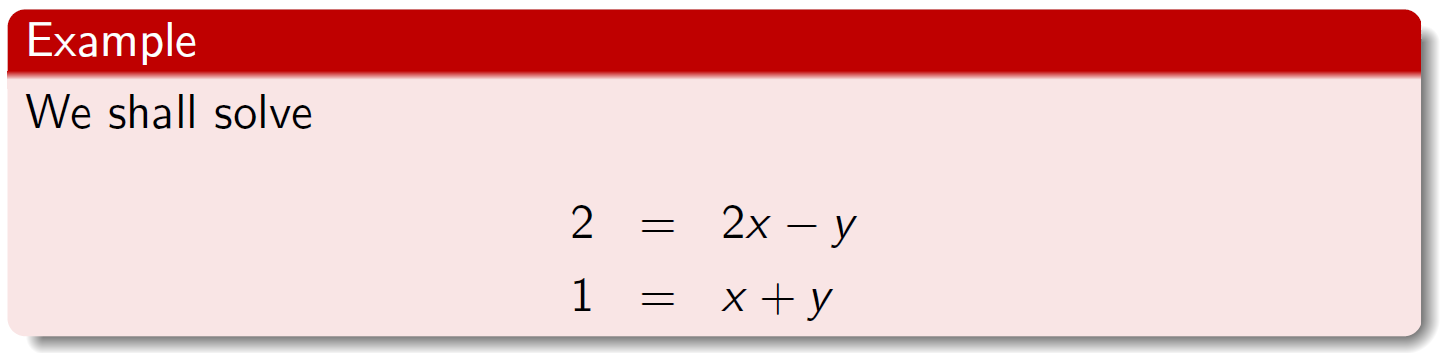 Example
We shall solve
2 = 2x − y
1 = x + y